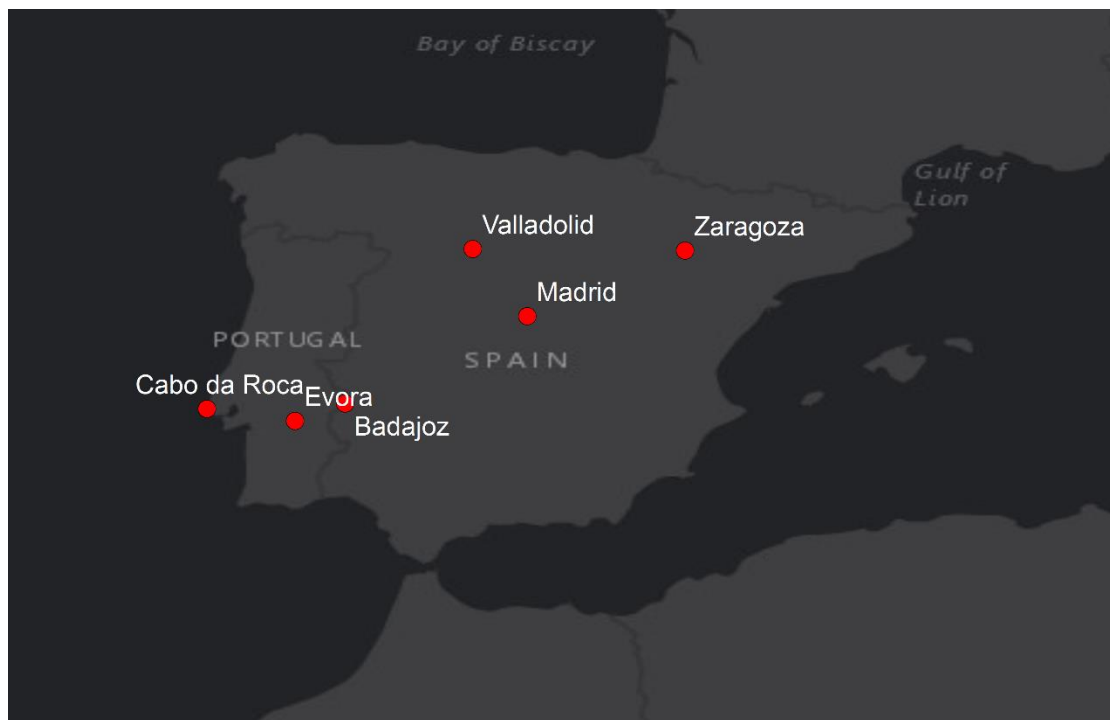 Bay of Biscay
Gulf of
Lion
Valladolid
Zaragoza
Madrid
PORTUGAL
SPAIN
Cabo da Roca
Evora
Badajoz